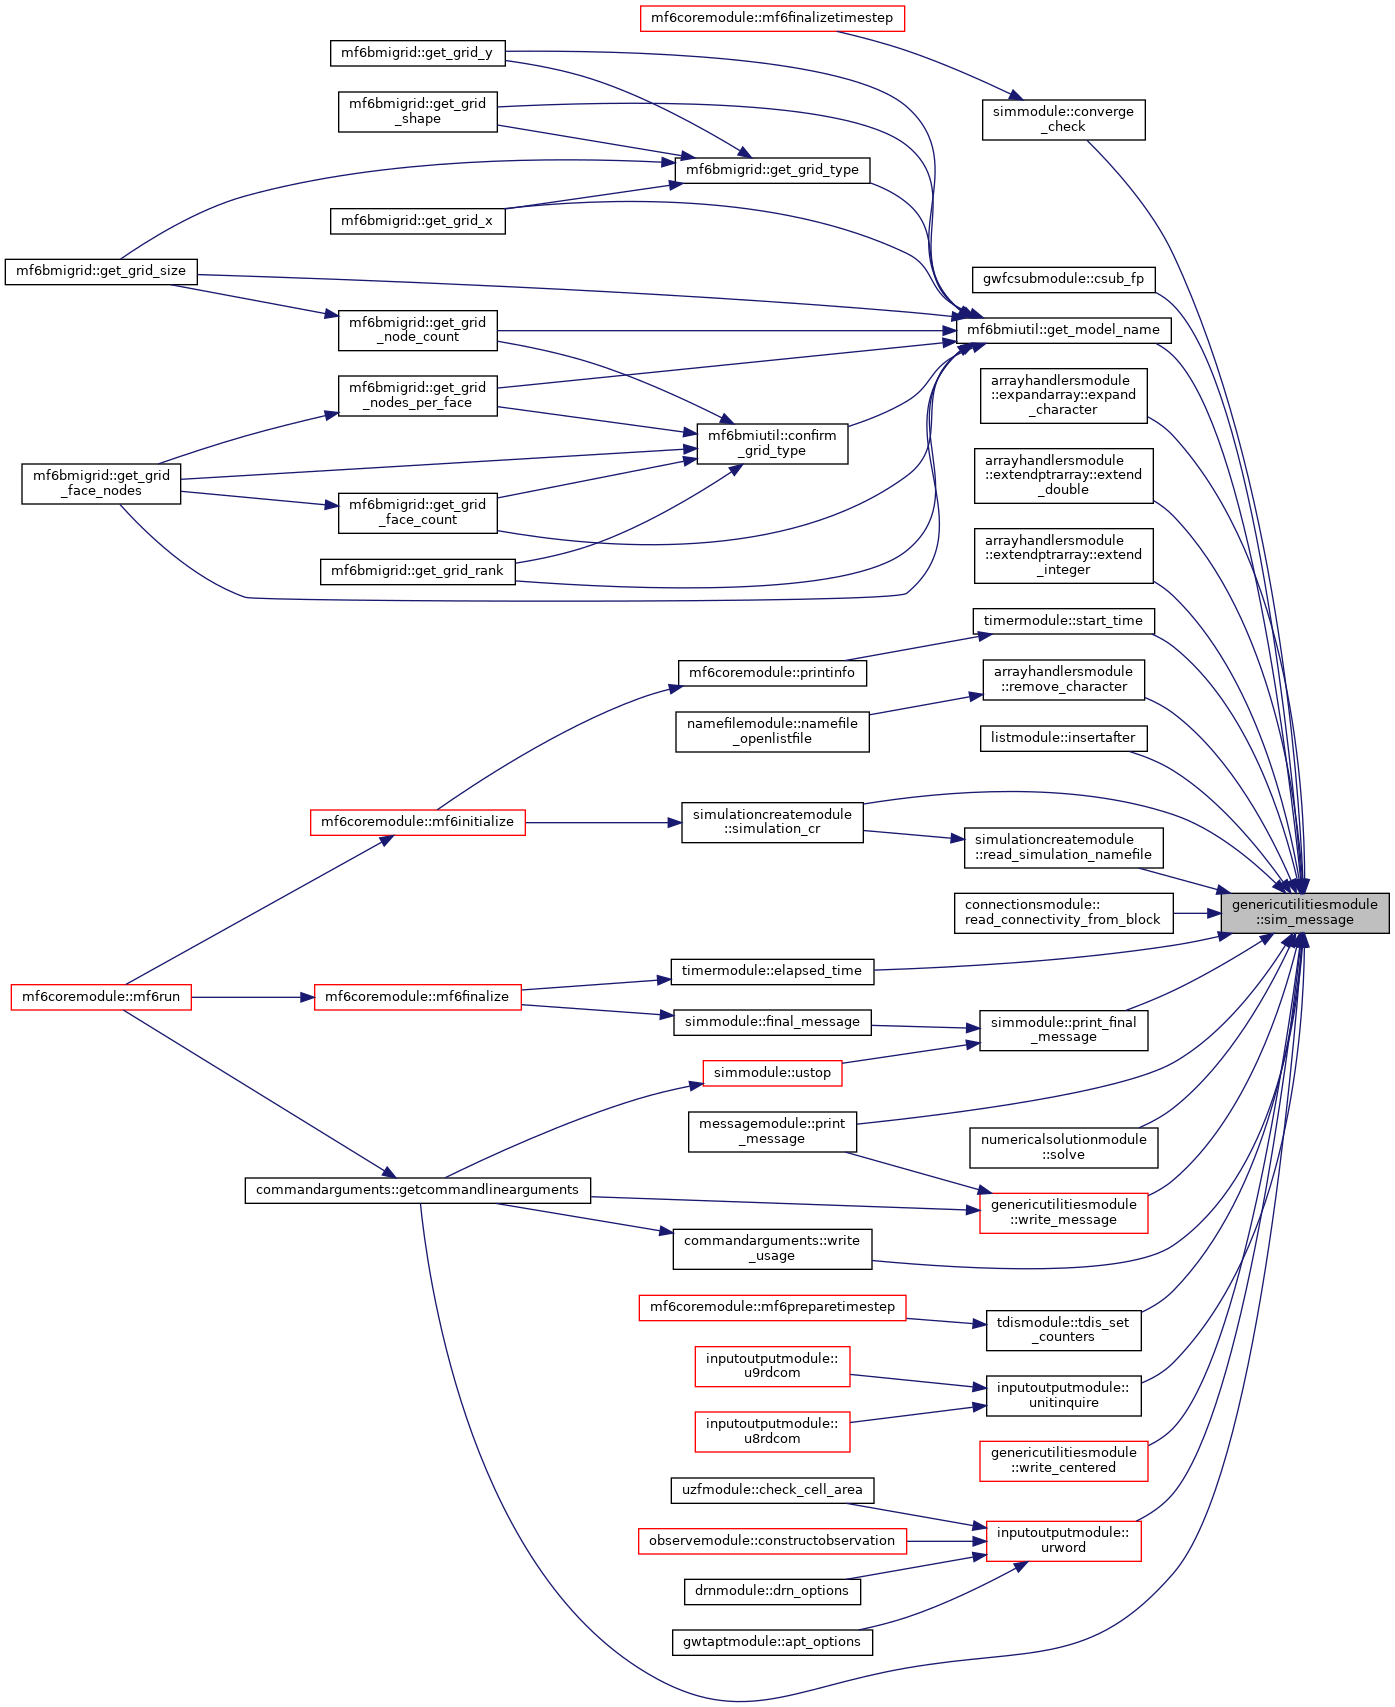 mf6coremodule::mf6finalizetimestep
mf6bmigrid::get_grid_y
mf6bmigrid::get_grid
_shape
simmodule::converge
_check
mf6bmigrid::get_grid_type
mf6bmigrid::get_grid_x
mf6bmigrid::get_grid_size
gwfcsubmodule::csub_fp
mf6bmigrid::get_grid
_node_count
mf6bmiutil::get_model_name
mf6bmigrid::get_grid
_nodes_per_face
arrayhandlersmodule
::expandarray::expand
_character
mf6bmiutil::confirm
_grid_type
mf6bmigrid::get_grid
_face_nodes
arrayhandlersmodule
::extendptrarray::extend
_double
mf6bmigrid::get_grid
_face_count
mf6bmigrid::get_grid_rank
arrayhandlersmodule
::extendptrarray::extend
_integer
timermodule::start_time
mf6coremodule::printinfo
arrayhandlersmodule
::remove_character
namefilemodule::namefile
_openlistfile
listmodule::insertafter
mf6coremodule::mf6initialize
simulationcreatemodule
::simulation_cr
simulationcreatemodule
::read_simulation_namefile
connectionsmodule::
read_connectivity_from_block
genericutilitiesmodule
::sim_message
timermodule::elapsed_time
mf6coremodule::mf6run
mf6coremodule::mf6finalize
simmodule::final_message
simmodule::print_final
_message
simmodule::ustop
messagemodule::print
_message
numericalsolutionmodule
::solve
commandarguments::getcommandlinearguments
genericutilitiesmodule
::write_message
commandarguments::write
_usage
mf6coremodule::mf6preparetimestep
tdismodule::tdis_set
_counters
inputoutputmodule::
u9rdcom
inputoutputmodule::
unitinquire
inputoutputmodule::
u8rdcom
genericutilitiesmodule
::write_centered
uzfmodule::check_cell_area
observemodule::constructobservation
inputoutputmodule::
urword
drnmodule::drn_options
gwtaptmodule::apt_options